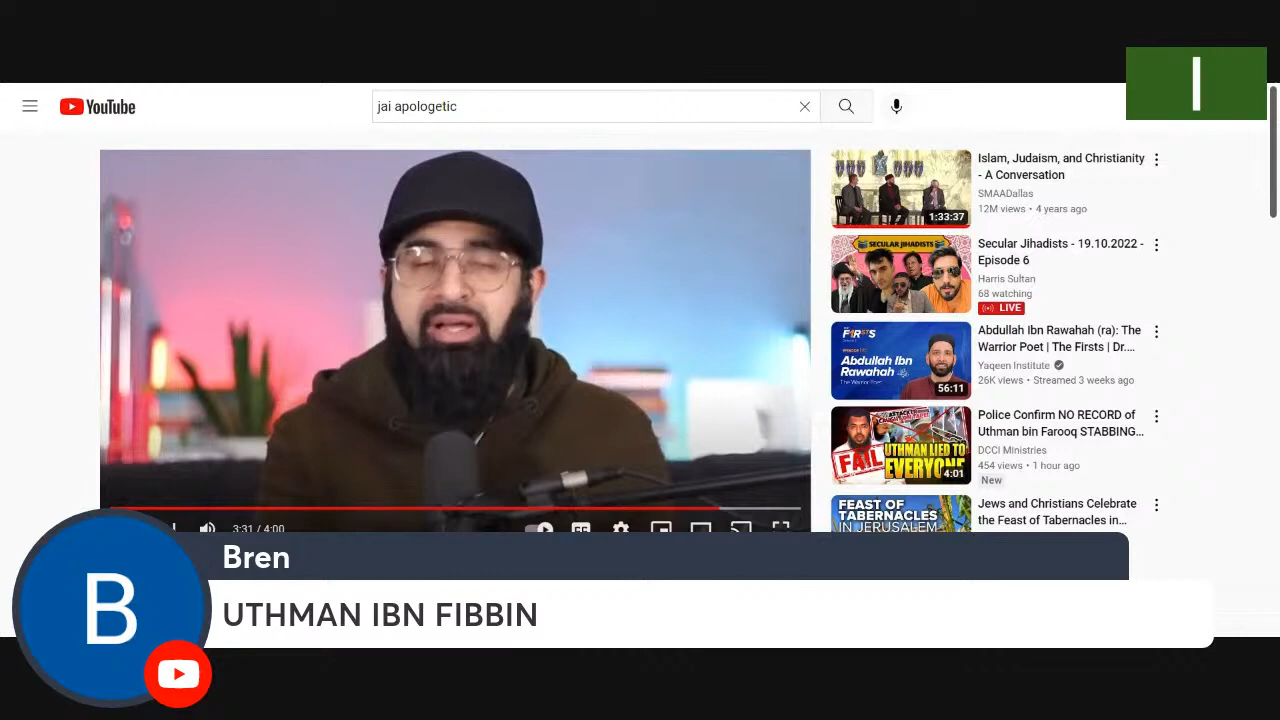 YouTube
jai apologetic
I
Islam, Judaism, and Christianity
- A Conversation
SMAADallas
12M views • 4 years ago
1:33:37
SECULAR JIHADISTS
Secular Jihadists - 19.10.2022 -
Episode 6
Harris Sultan
68 watching
LIVE
FIRSTS
Abdullah Ibn
Rawahah
The Warrior Poet
56:11
Abdullah Ibn Rawahah (ra): The
Warrior Poet | The Firsts | Dr....
Yaqeen Institute
26K views • Streamed 3 weeks ago
FAIL
UTHMAN LIED TO
EVERYONE
4:01
Police Confirm NO RECORD of
Uthman bin Farooq STABBING...
DCCI Ministries
454 views • 1 hour ago
New
FEAST OF
TABERNACLES
IN JERUSALEM
Jews and Christians Celebrate
the Feast of Tabernacles in...
3:31 / 4:00
B
Bren
UTHMAN IBN FIBBIN